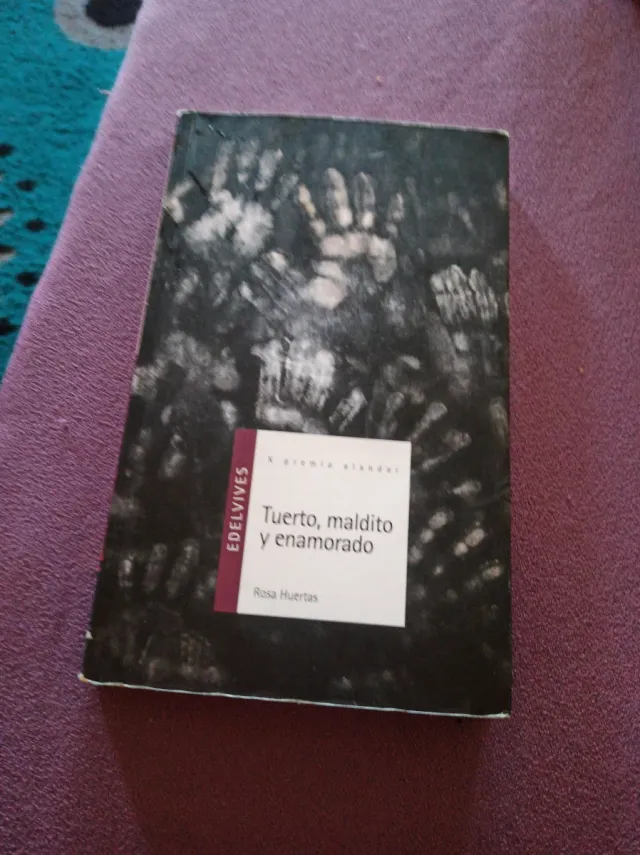 X premio alandar
EDELVIVES
Tuerto, maldito
y enamorado
Rosa Huertas